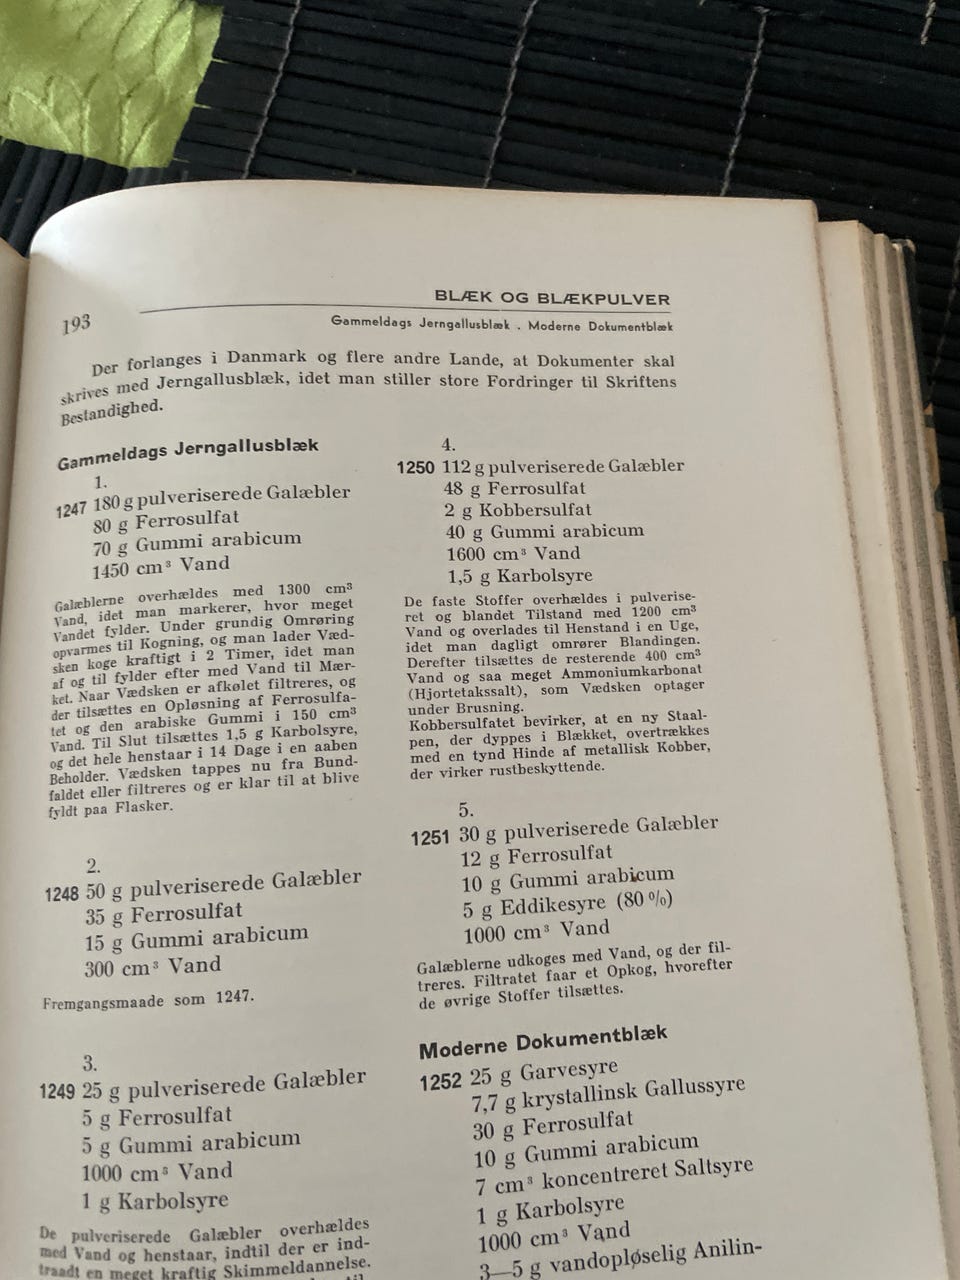 BLÆK OG BLÆKPULVER
193
Gammeldags Jerngallusblæk . Moderne Dokumentblæk
Der forlanges i Danmark og flere andre Lande, at Dokumenter skal
skrives med Jerngallusblæk, idet man stiller store Fordringer til Skriftens
Bestandighed.
Gammeldags Jerngallusblæk
1.
1247 180 g pulveriserede Galæbler
80 g Ferrosulfat
70 g Gummi arabicum
1450 cm³ Vand
Galæblerne overhældes med 1300 cm³
Vand, idet man markerer, hvor meget
Vandet fylder. Under grundig Omrøring
opvarmes til Kogning, og man lader Væd-
sken koge kraftigt i 2 Timer, idet man
af og til fylder efter med Vand til Mær-
ket. Naar Vædsken er afkølet filtreres, og
der tilsættes en Opløsning af Ferrosulfa-
tet og den arabiske Gummi i 150 cm³
Vand. Til Slut tilsættes 1,5 g Karbolsyre,
og det hele henstaar i 14 Dage i en aaben
Beholder. Vædsken tappes nu fra Bund-
faldet eller filtreres og er klar til at blive
fyldt paa Flasker.
2.
1248 50 g pulveriserede Galæbler
35 g Ferrosulfat
15 g Gummi arabicum
300 cm³ Vand
Fremgangsmaade som 1247.
3.
1249 25 g pulveriserede Galæbler
5 g Ferrosulfat
5 g Gummi arabicum
1000 cm³ Vand
1 g Karbolsyre
De pulveriserede Galæbler overhældes
med Vand og henstaar, indtil der er ind-
traadt en meget kraftig Skimmeldannelse.
4.
1250 112 g pulveriserede Galæbler
48 g Ferrosulfat
2 g Kobbersulfat
40 g Gummi arabicum
1600 cm³ Vand
1,5 g Karbolsyre
De faste Stoffer overhældes i pulverise-
ret og blandet Tilstand med 1200 cm³
Vand og overlades til Henstand i en Uge,
idet man dagligt omrører Blandingen.
Derefter tilsættes de resterende 400 cm³
Vand og saa meget Ammoniumkarbonat
(Hjortetakssalt), som Vædsken optager
under Brusning.
Kobbersulfatet bevirker, at en ny Staal-
pen, der dyppes i Blækket, overtrækkes
med en tynd Hinde af metallisk Kobber,
der virker rustbeskyttende.
5.
1251 30 g pulveriserede Galæbler
12 g Ferrosulfat
10 g Gummi arabicum
5 g Eddikesyre (80 %)
1000 cm³ Vand
Galæblerne udkoges med Vand, og der fil-
treres. Filtratet faar et Opkog, hvorefter
de øvrige Stoffer tilsættes.
Moderne Dokumentblæk
1252 25 g Garvesyre
7,7 g krystallinsk Gallussyre
30 g Ferrosulfat
10 g Gummi arabicum
7 cm³ koncentreret Saltsyre
1 g Karbolsyre
1000 cm³ Vand
3—5 g vandopløselig Anilin-